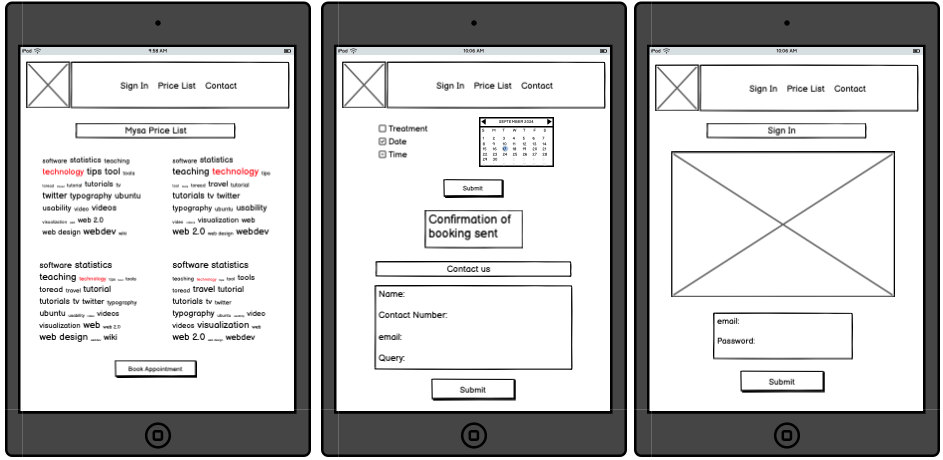 iPod 9:58 AM
Sign In Price List Contact
Mysa Price List
software statistics teaching
technology tips tool tools
toread travel tutorial tutorials tv
twitter typography ubuntu
usability video videos
visualization web web 2.0
web design webdev wiki
software statistics
teaching technology tips
tool tools toread travel tutorial
tutorials tv twitter
typography ubuntu usability
video videos visualization web
web 2.0 web design webdev
software statistics
teaching technology tips tool tools
toread travel tutorial
tutorials tv twitter typography
ubuntu usability video videos
visualization web web 2.0
web design webdev wiki
software statistics
teaching technology tips tool tools
toread travel tutorial
tutorials tv twitter
typography ubuntu usability video
videos visualization web
web 2.0 web design webdev
Book Appointment
iPod 10:06 AM
Sign In Price List Contact
Treatment
Date
Time
SEPTEMBER 2024
S M T W T F S
1 2 3 4 5 6 7
8 9 10 11 12 13 14
15 16 17 18 19 20 21
22 23 24 25 26 27 28
29 30
Submit
Confirmation of
booking sent
Contact us
Name:
Contact Number:
email:
Query:
Submit
iPod 10:06 AM
Sign In Price List Contact
Sign In
email:
Password:
Submit